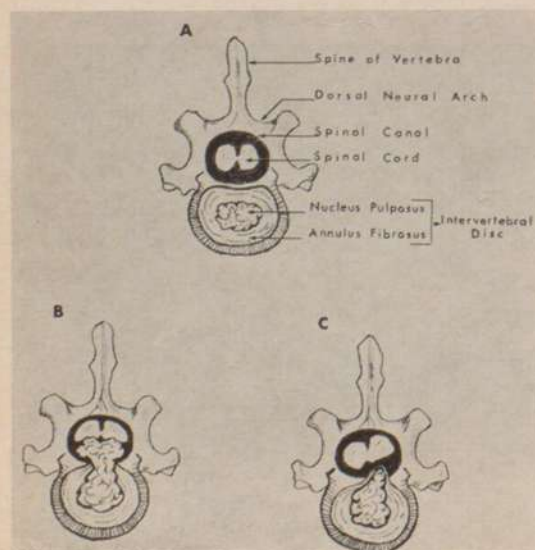 A
Spine of Vertebra
Dorsal Neural Arch
Spinal Canal
Spinal Cord
Nucleus Pulposus
Annulus Fibrosus
Intervertebral
Disc
B
C